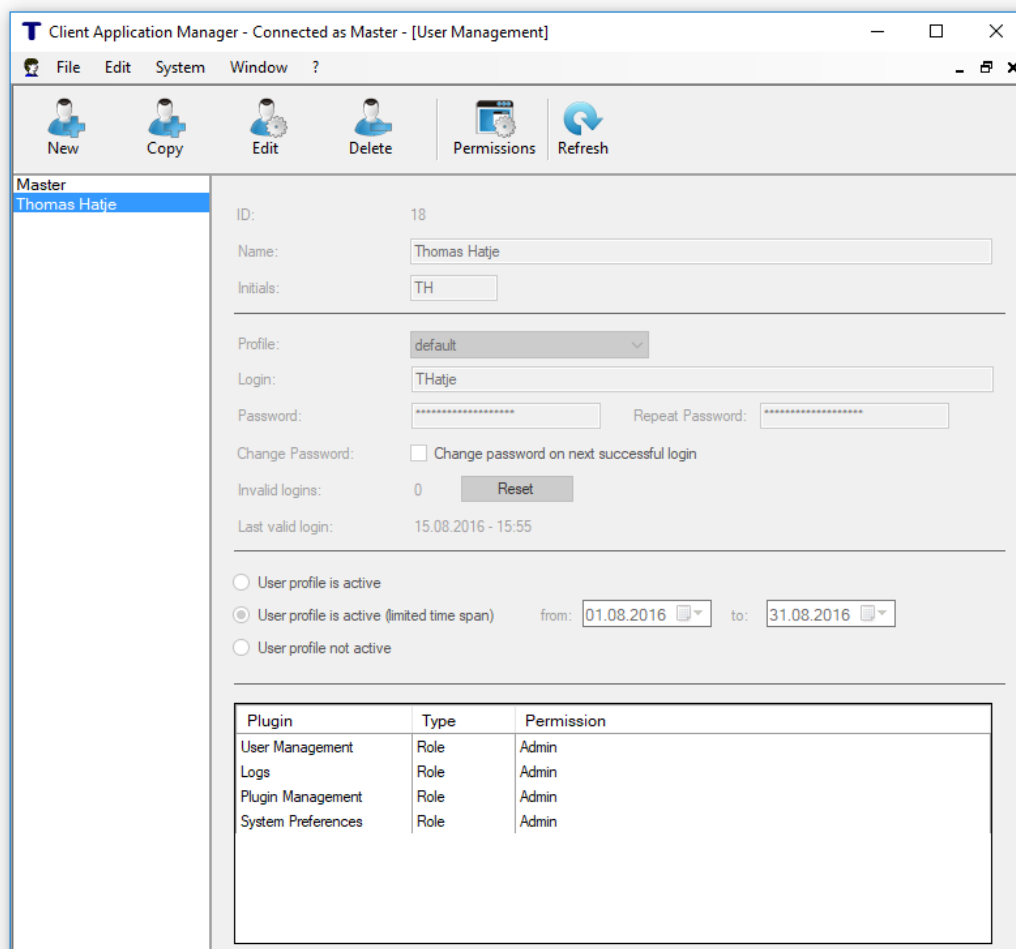 Client Application Manager - Connected as Master - [User Management]
File Edit System Window ?
New Copy Edit Delete Permissions Refresh
Master
Thomas Hatje
ID: 18
Name: Thomas Hatje
Initials: TH
Profile: default
Login: THatje
Password: ******************* Repeat Password: *******************
Change Password: Change password on next successful login
Invalid logins: 0 Reset
Last valid login: 15.08.2016 - 15:55
User profile is active
User profile is active (limited time span) from: 01.08.2016 to: 31.08.2016
User profile not active
Plugin Type Permission
User Management Role Admin
Logs Role Admin
Plugin Management Role Admin
System Preferences Role Admin